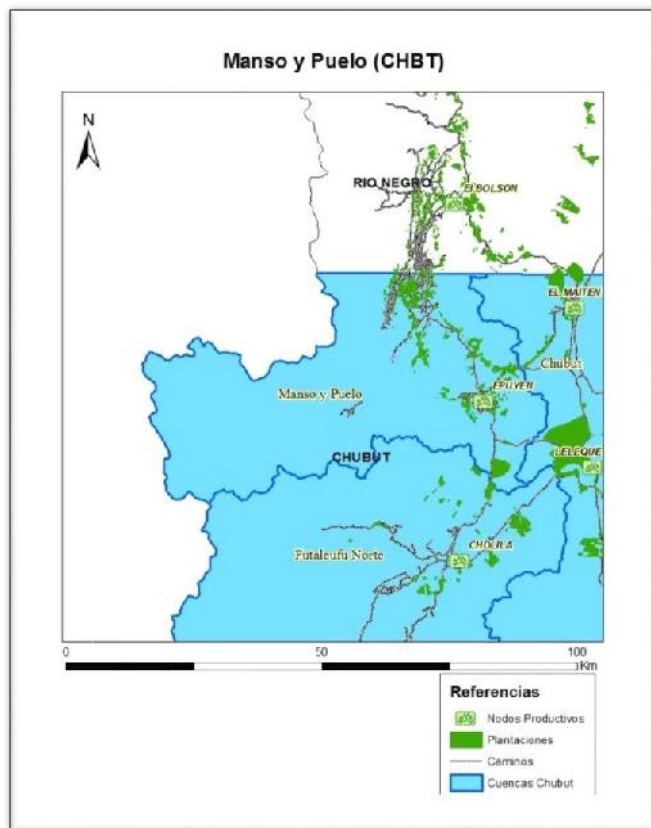 Manso y Puelo (CHBT)
N
RIO NEGRO
El BOLSON
EL MAITEN
Chubut
Manso y Puelo
EPUYEN
CHUBUT
LELEQUE
Futaleufu Norte
CHOLILA
0 50 100
Km
Referencias
Nodos Productivos
Plantaciones
Caminos
Cuencas Chubut